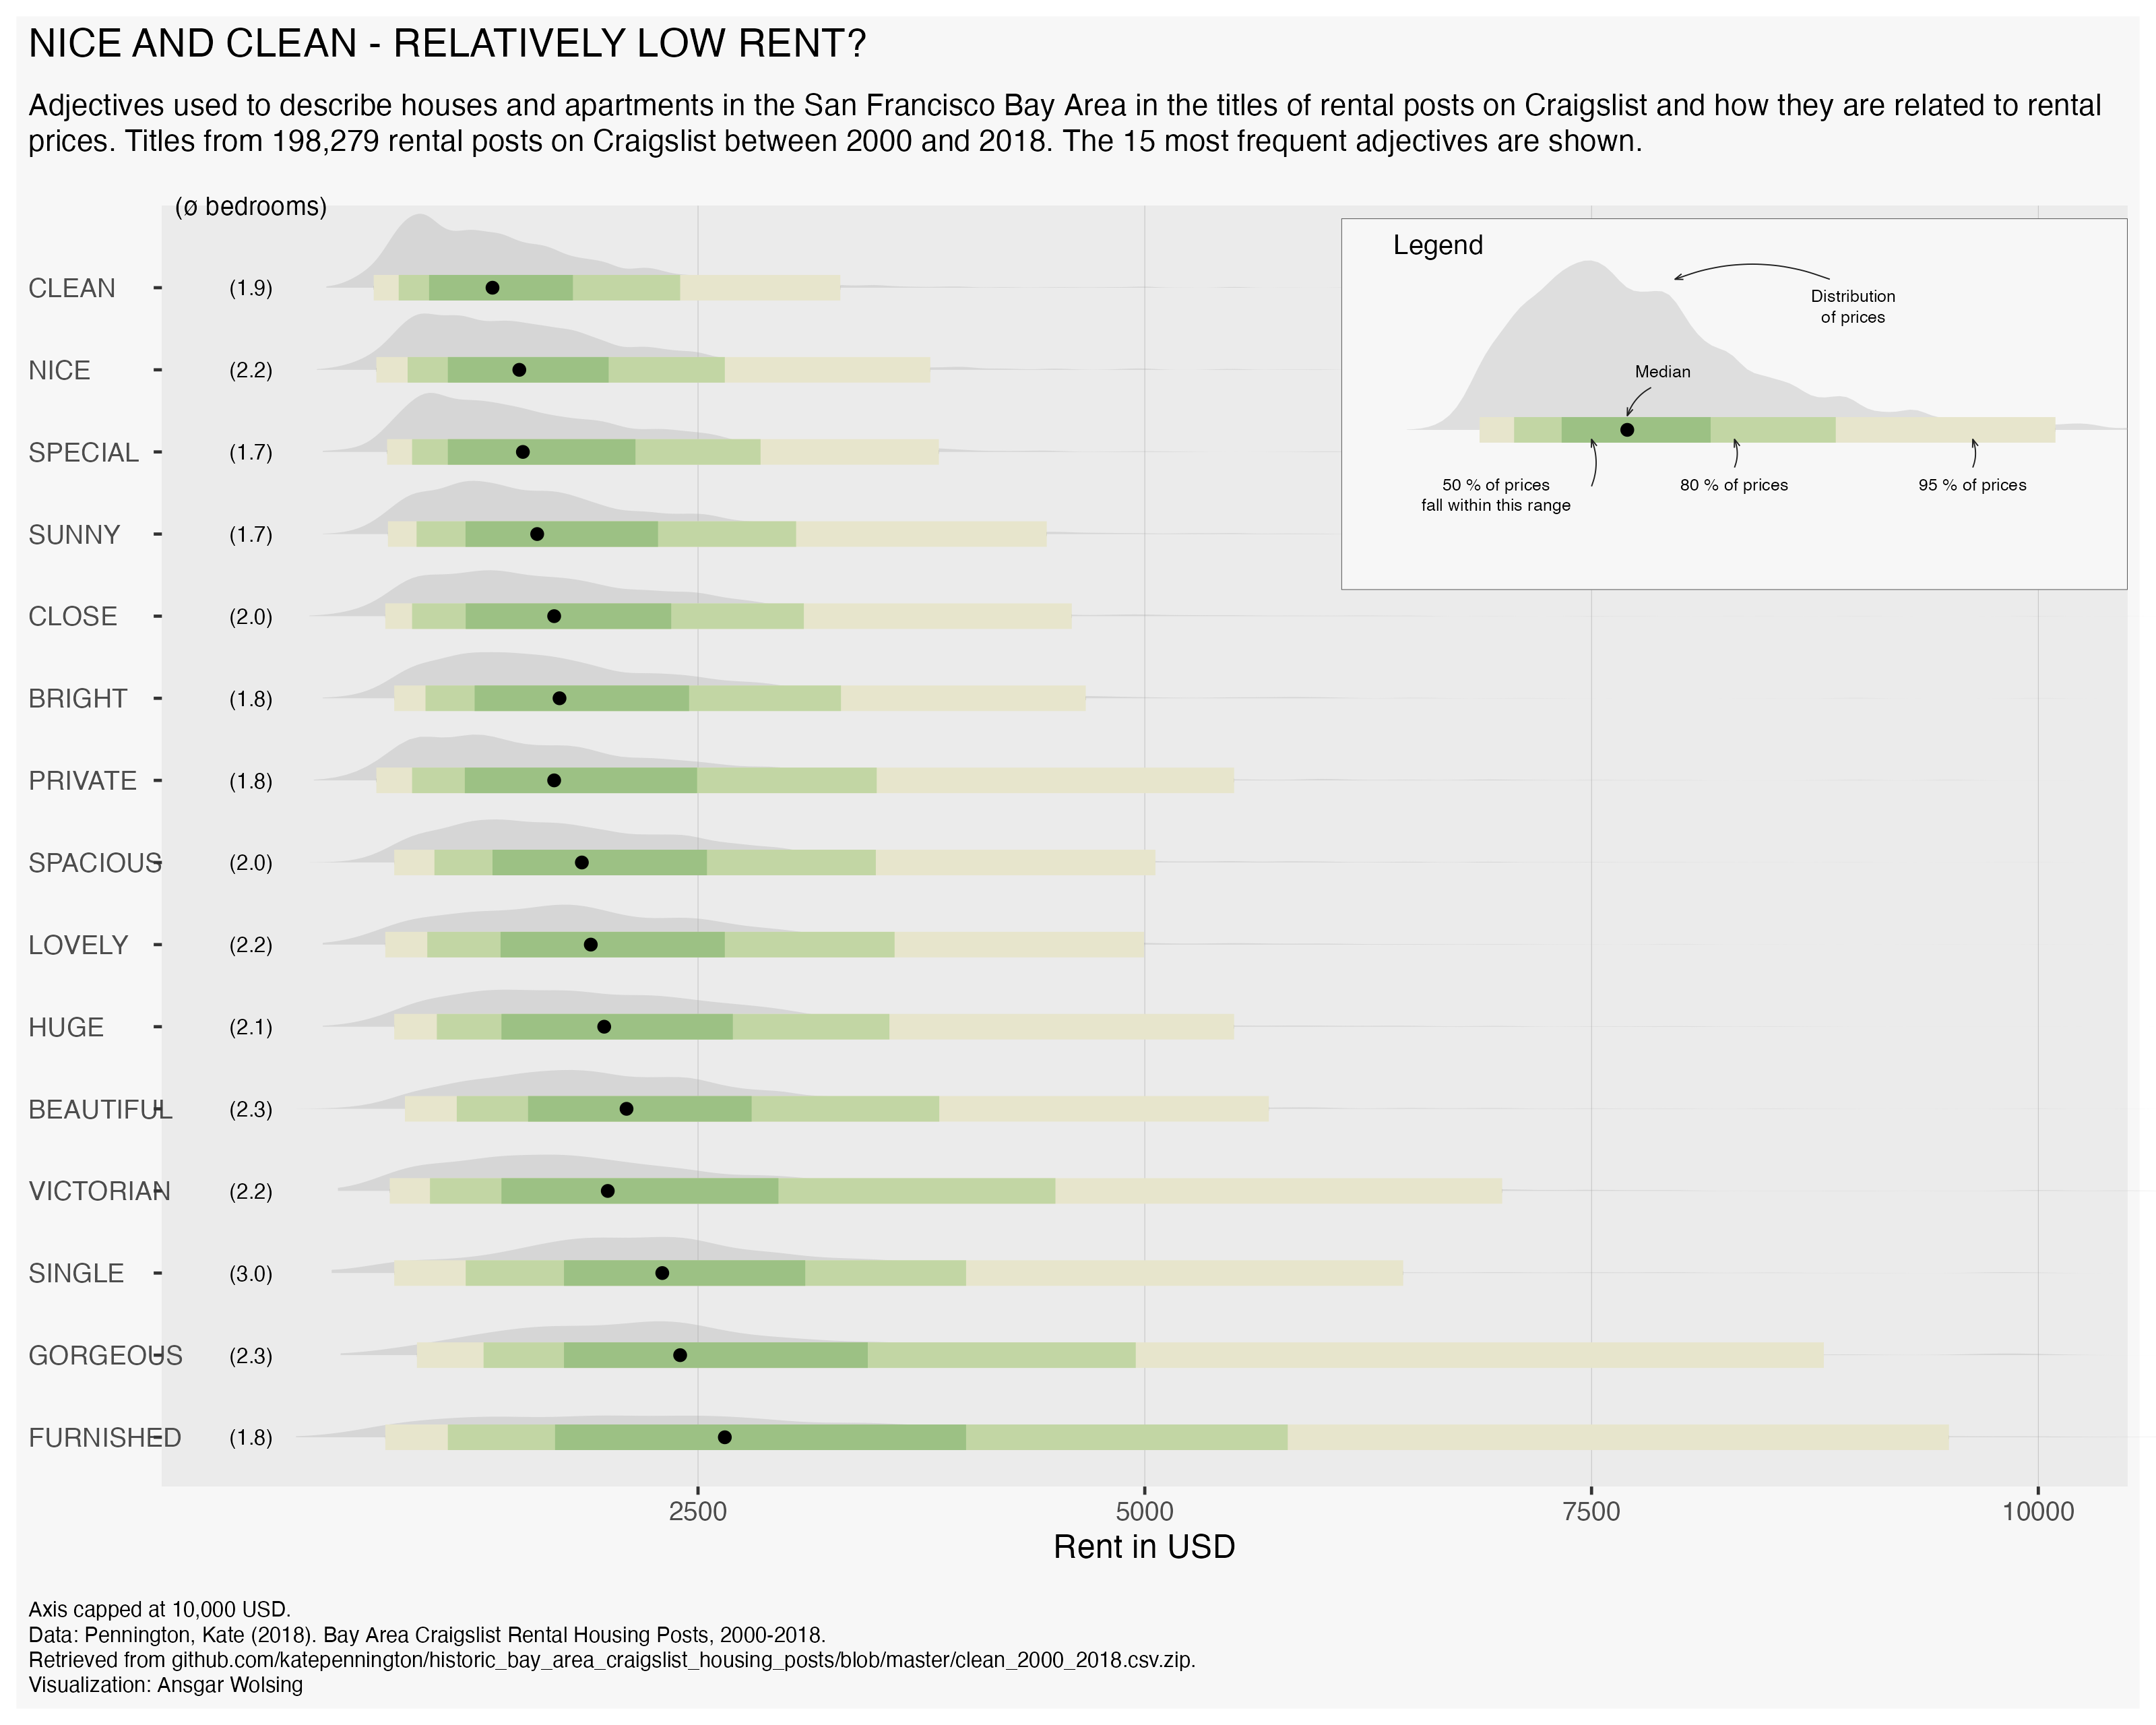 NICE AND CLEAN - RELATIVELY LOW RENT?
Adjectives used to describe houses and apartments in the San Francisco Bay Area in the titles of rental posts on Craigslist and how they are related to rental
prices. Titles from 198,279 rental posts on Craigslist between 2000 and 2018. The 15 most frequent adjectives are shown.
(ø bedrooms)
Legend
Distribution
of prices
Median
50 % of prices
fall within this range
80 % of prices
95 % of prices
CLEAN (1.9)
NICE (2.2)
SPECIAL (1.7)
SUNNY (1.7)
CLOSE (2.0)
BRIGHT (1.8)
PRIVATE (1.8)
SPACIOUS (2.0)
LOVELY (2.2)
HUGE (2.1)
BEAUTIFUL (2.3)
VICTORIAN (2.2)
SINGLE (3.0)
GORGEOUS (2.3)
FURNISHED (1.8)
2500 5000 7500 10000
Rent in USD
Axis capped at 10,000 USD.
Data: Pennington, Kate (2018). Bay Area Craigslist Rental Housing Posts, 2000-2018.
Retrieved from github.com/katepennington/historic_bay_area_craigslist_housing_posts/blob/master/clean_2000_2018.csv.zip.
Visualization: Ansgar Wolsing